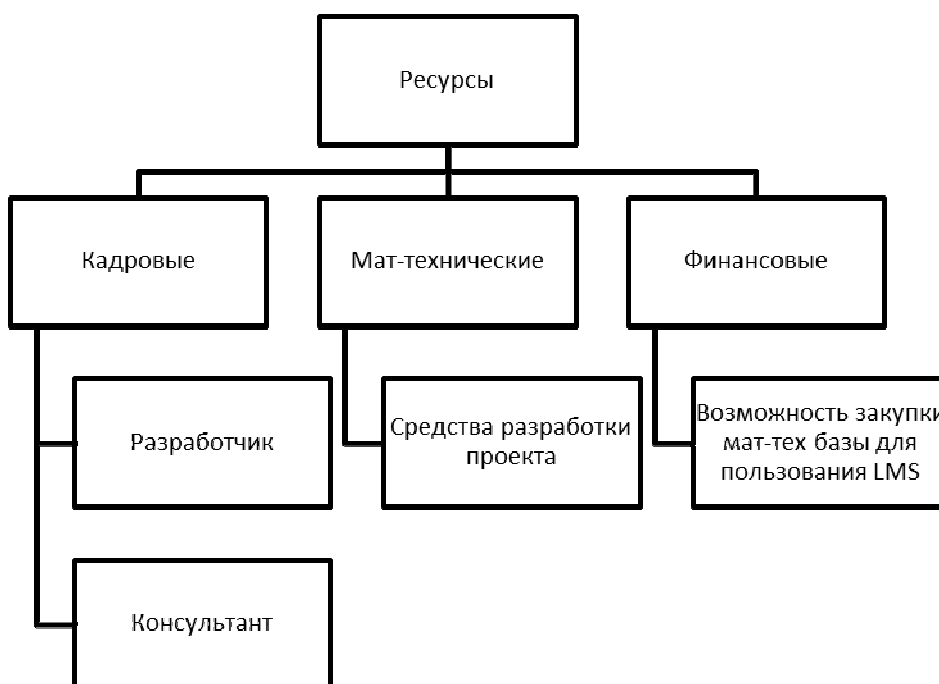 Ресурсы
Кадровые
Мат-технические
Финансовые
Разработчик
Средства разработки
проекта
Возможность закупки
мат-тех базы для
пользования LMS
Консультант